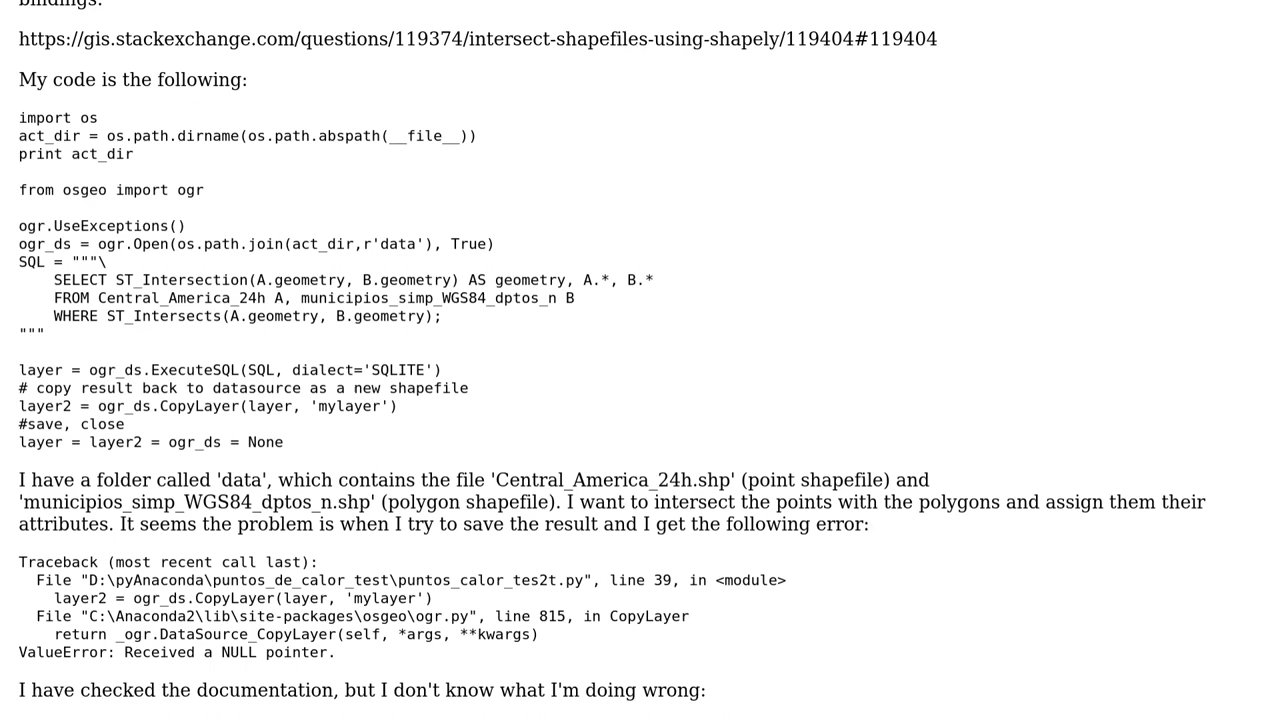 bindings:
https://gis.stackexchange.com/questions/119374/intersect-shapefiles-using-shapely/119404#119404
My code is the following:
import os
act_dir = os.path.dirname(os.path.abspath(__file__))
print act_dir
from osgeo import ogr
ogr.UseExceptions()
ogr_ds = ogr.Open(os.path.join(act_dir,r'data'), True)
SQL = """\
    SELECT ST_Intersection(A.geometry, B.geometry) AS geometry, A.*, B.*
    FROM Central_America_24h A, municipios_simp_WGS84_dptos_n B
    WHERE ST_Intersects(A.geometry, B.geometry);
"""
layer = ogr_ds.ExecuteSQL(SQL, dialect='SQLITE')
# copy result back to datasource as a new shapefile
layer2 = ogr_ds.CopyLayer(layer, 'mylayer')
#save, close
layer = layer2 = ogr_ds = None
I have a folder called 'data', which contains the file 'Central_America_24h.shp' (point shapefile) and
'municipios_simp_WGS84_dptos_n.shp' (polygon shapefile). I want to intersect the points with the polygons and assign them their
attributes. It seems the problem is when I try to save the result and I get the following error:
Traceback (most recent call last):
  File "D:\pyAnaconda\puntos_de_calor_test\puntos_calor_tes2t.py", line 39, in <module>
    layer2 = ogr_ds.CopyLayer(layer, 'mylayer')
  File "C:\Anaconda2\lib\site-packages\osgeo\ogr.py", line 815, in CopyLayer
    return _ogr.DataSource_CopyLayer(self, *args, **kwargs)
ValueError: Received a NULL pointer.
I have checked the documentation, but I don't know what I'm doing wrong: